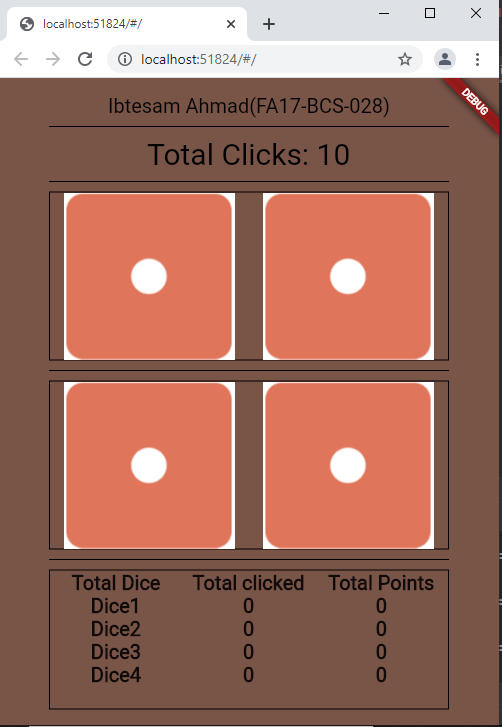 localhost:51824/#/
localhost:51824/#/
DEBUG
Ibtesam Ahmad(FA17-BCS-028)
Total Clicks: 10
Total Dice Total clicked Total Points
Dice1 0 0
Dice2 0 0
Dice3 0 0
Dice4 0 0